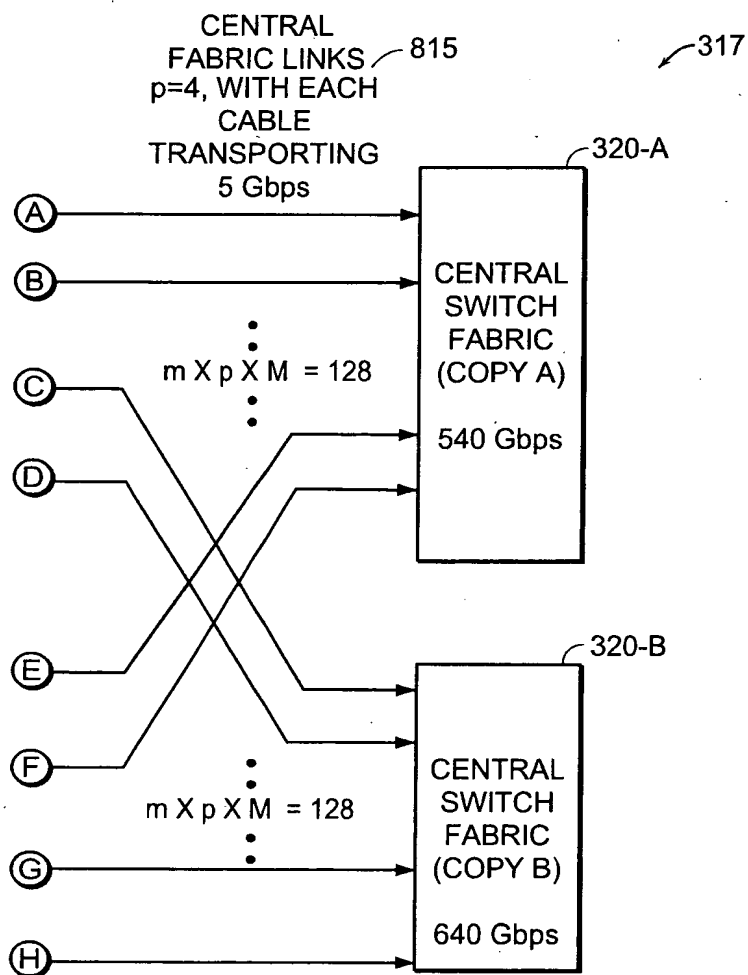 CENTRAL
FABRIC LINKS
p=4, WITH EACH
CABLE
TRANSPORTING
5 Gbps
815
317
320-A
A
B
C
D
m X p X M = 128
CENTRAL
SWITCH
FABRIC
(COPY A)
540 Gbps
320-B
E
F
G
H
m X p X M = 128
CENTRAL
SWITCH
FABRIC
(COPY B)
640 Gbps